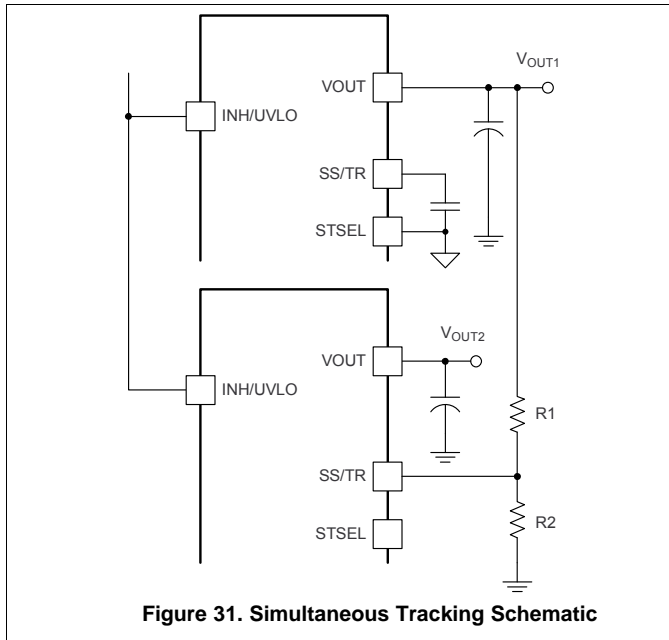 VOUT
VOUT1
INH/UVLO
SS/TR
STSEL
VOUT
VOUT2
INH/UVLO
R1
SS/TR
R2
STSEL
Figure 31. Simultaneous Tracking Schematic